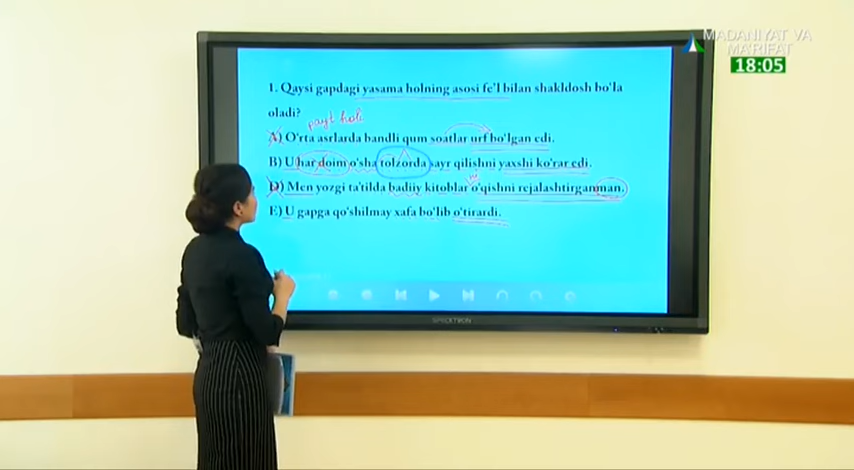 MADANIYAT VA
MA'RIFAT
18:05
1. Qaysi gapdagi yasama holning asosi fe'l bilan shakldosh bo'la
oladi?
payt holi
A) O'rta asrlarda bandli qum soatlar urf bo'lgan edi.
B) U har doim o'sha tolzorda sayr qilishni yaxshi ko'rar edi.
D) Men yozgi ta'tilda badiiy kitoblar o'qishni rejalashtirganman.
E) U gapga qo'shilmay xafa bo'lib o'tirardi.